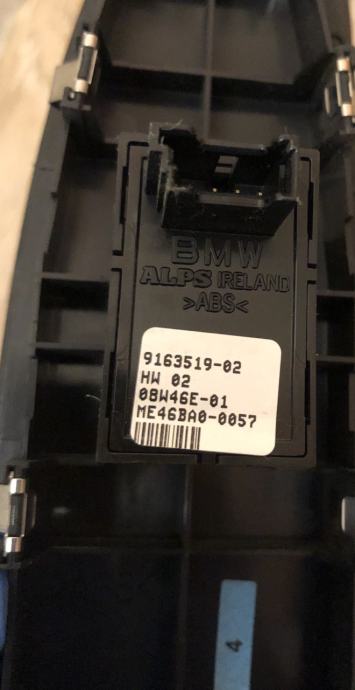 BMW
ALPS IRELAND
>ABS<
9163519-02
HW 02
08W46E-01
ME46BA0-0057
4